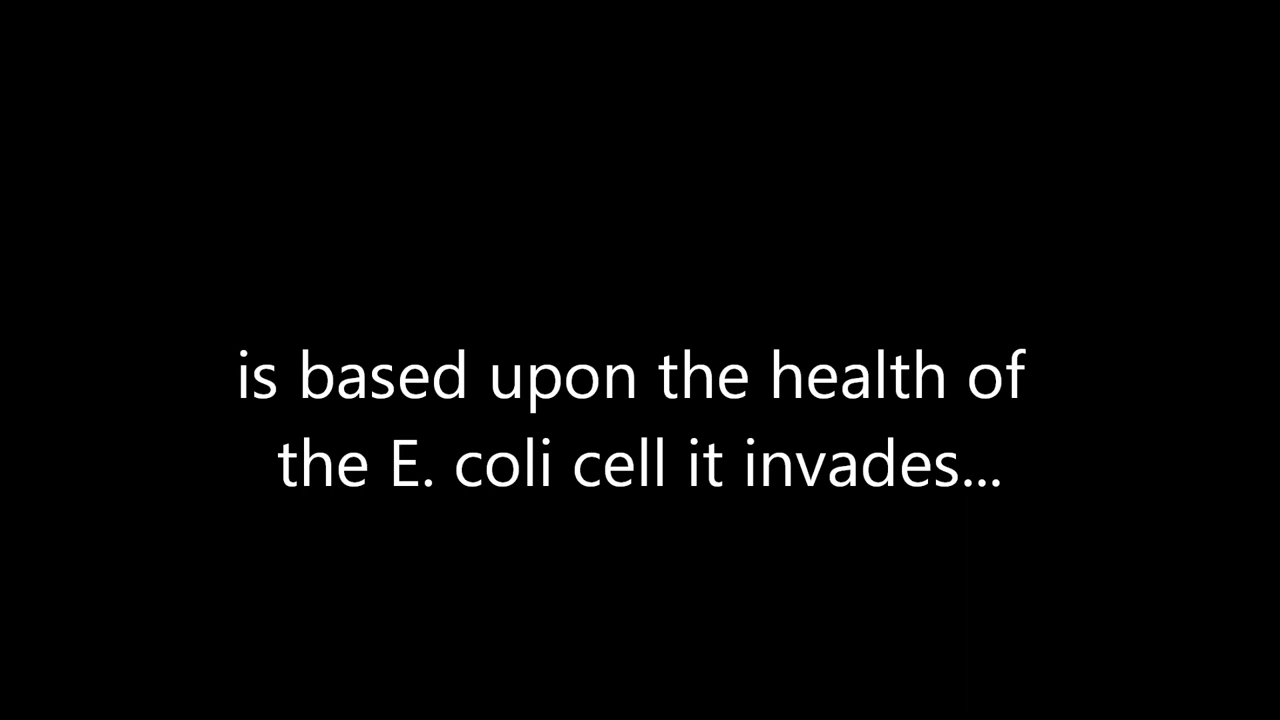 is based upon the health of
the E. coli cell it invades...